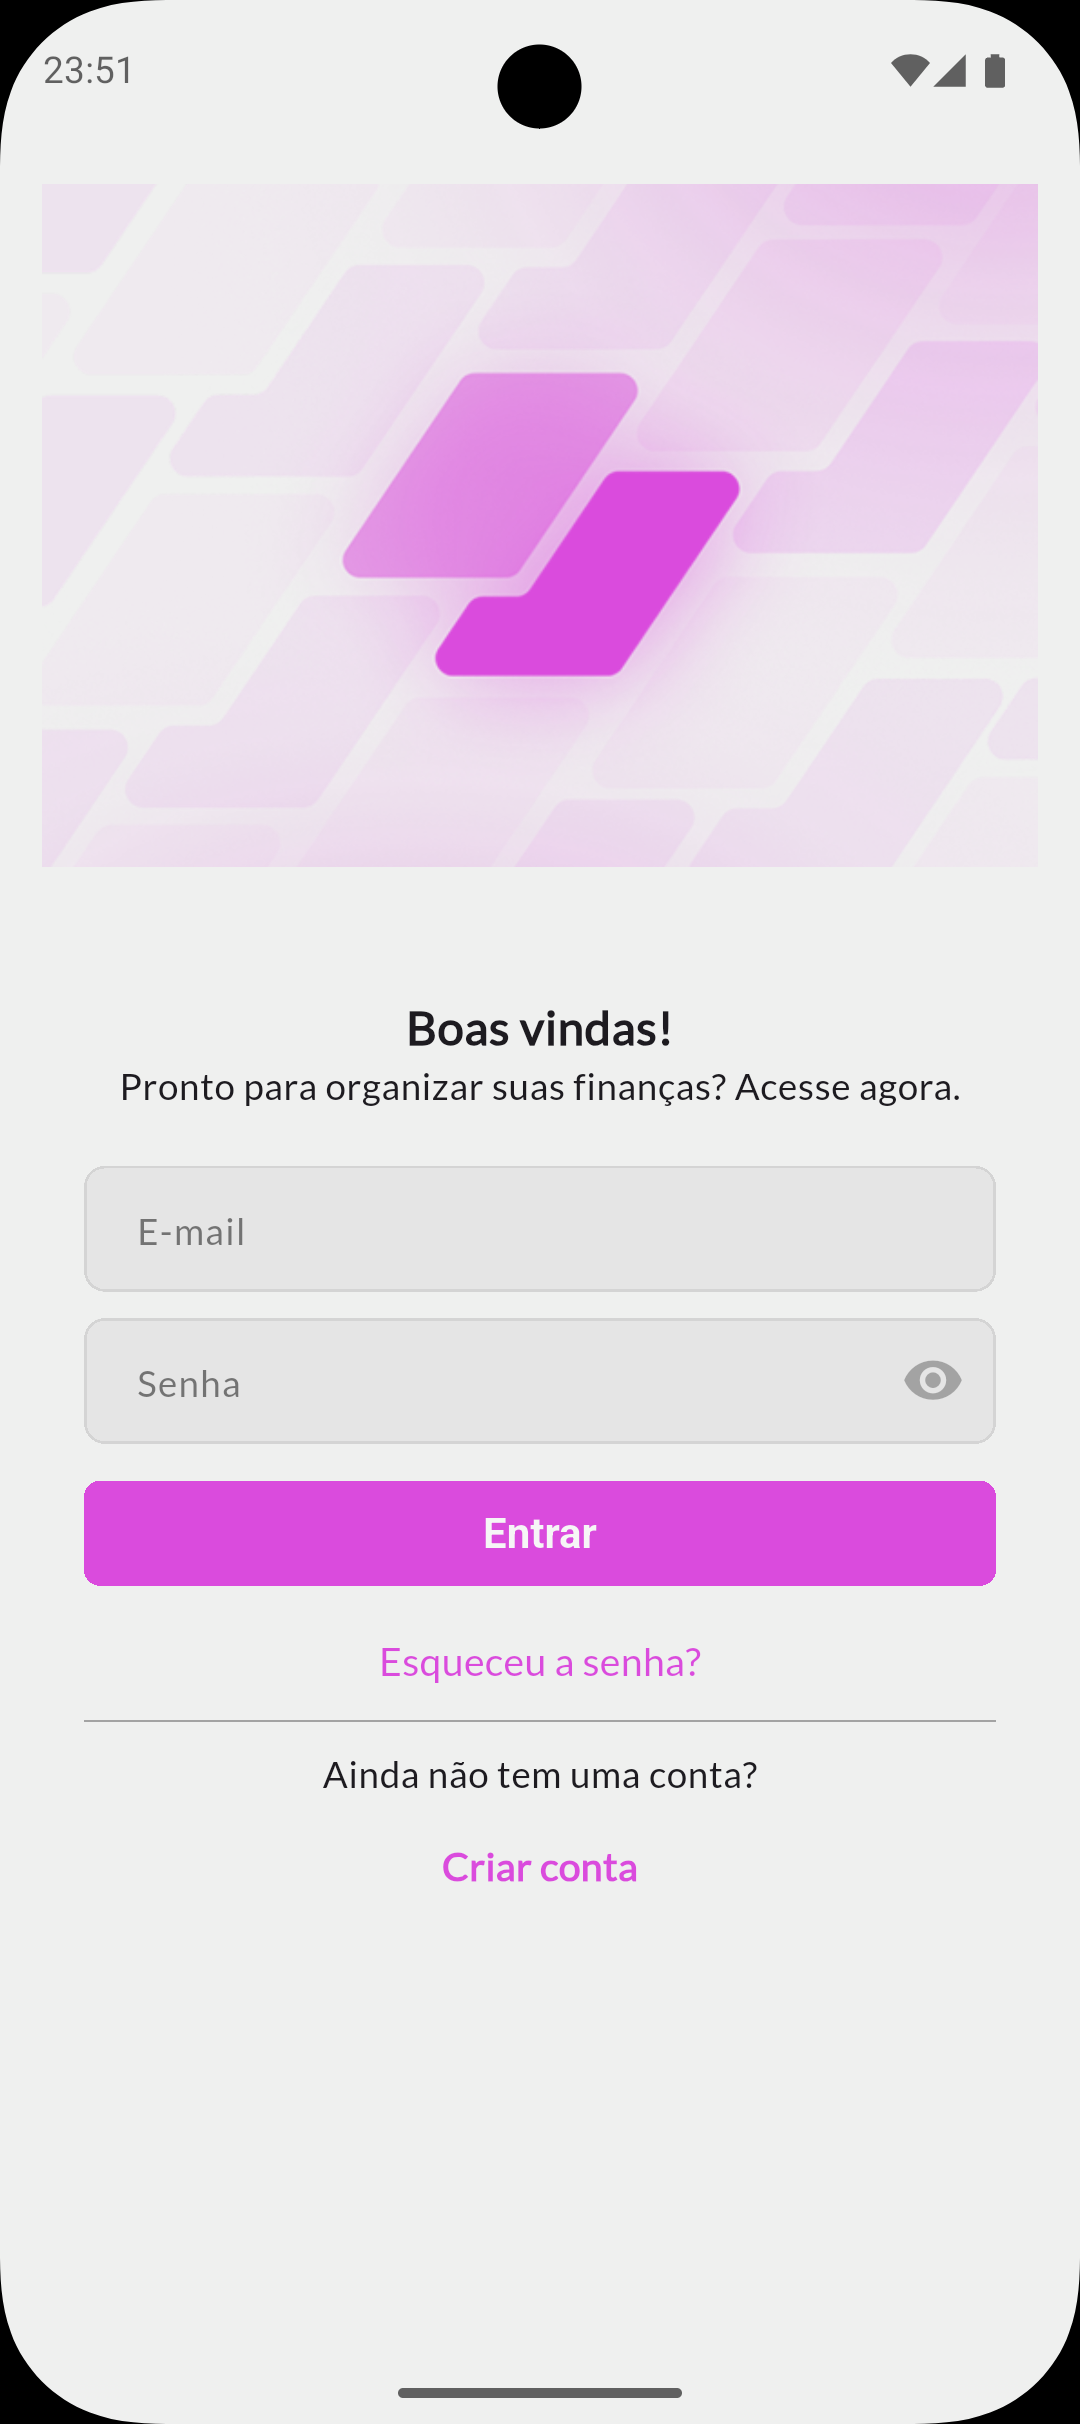 23:51
Boas vindas!
Pronto para organizar suas finanças? Acesse agora.
E-mail
Senha
Entrar
Esqueceu a senha?
Ainda não tem uma conta?
Criar conta